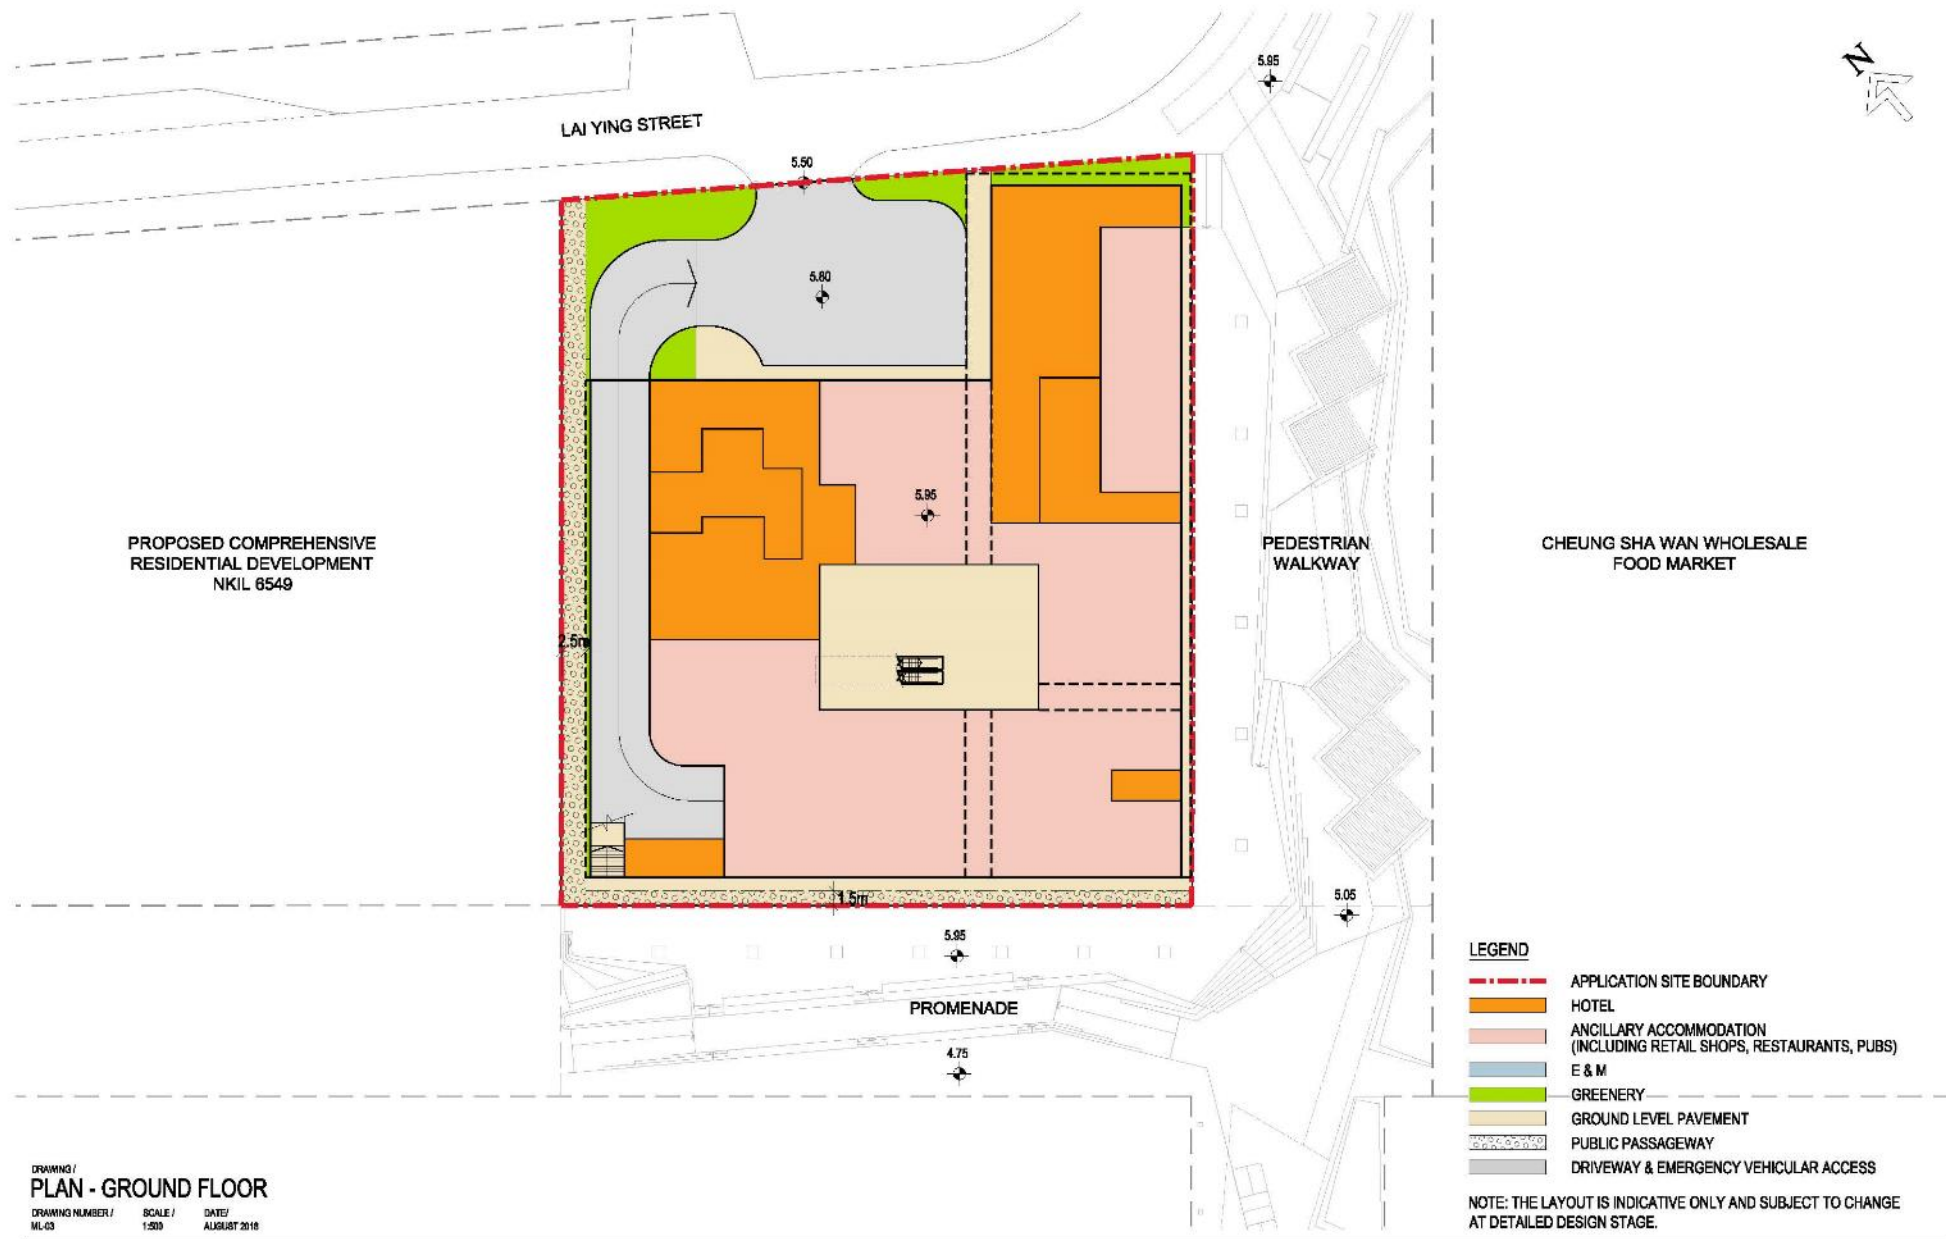 N
5.95
LAI YING STREET
5.50
5.80
5.95
PROPOSED COMPREHENSIVE
RESIDENTIAL DEVELOPMENT
NKIL 6549
PEDESTRIAN
WALKWAY
CHEUNG SHA WAN WHOLESALE
FOOD MARKET
2.5m
1.5m
5.05
5.95
PROMENADE
4.75
LEGEND
APPLICATION SITE BOUNDARY
HOTEL
ANCILLARY ACCOMMODATION
(INCLUDING RETAIL SHOPS, RESTAURANTS, PUBS)
E & M
GREENERY
GROUND LEVEL PAVEMENT
PUBLIC PASSAGEWAY
DRIVEWAY & EMERGENCY VEHICULAR ACCESS
NOTE: THE LAYOUT IS INDICATIVE ONLY AND SUBJECT TO CHANGE
AT DETAILED DESIGN STAGE.
DRAWING /
PLAN - GROUND FLOOR
DRAWING NUMBER / SCALE / DATE/
ML-03 1:500 AUGUST 2018